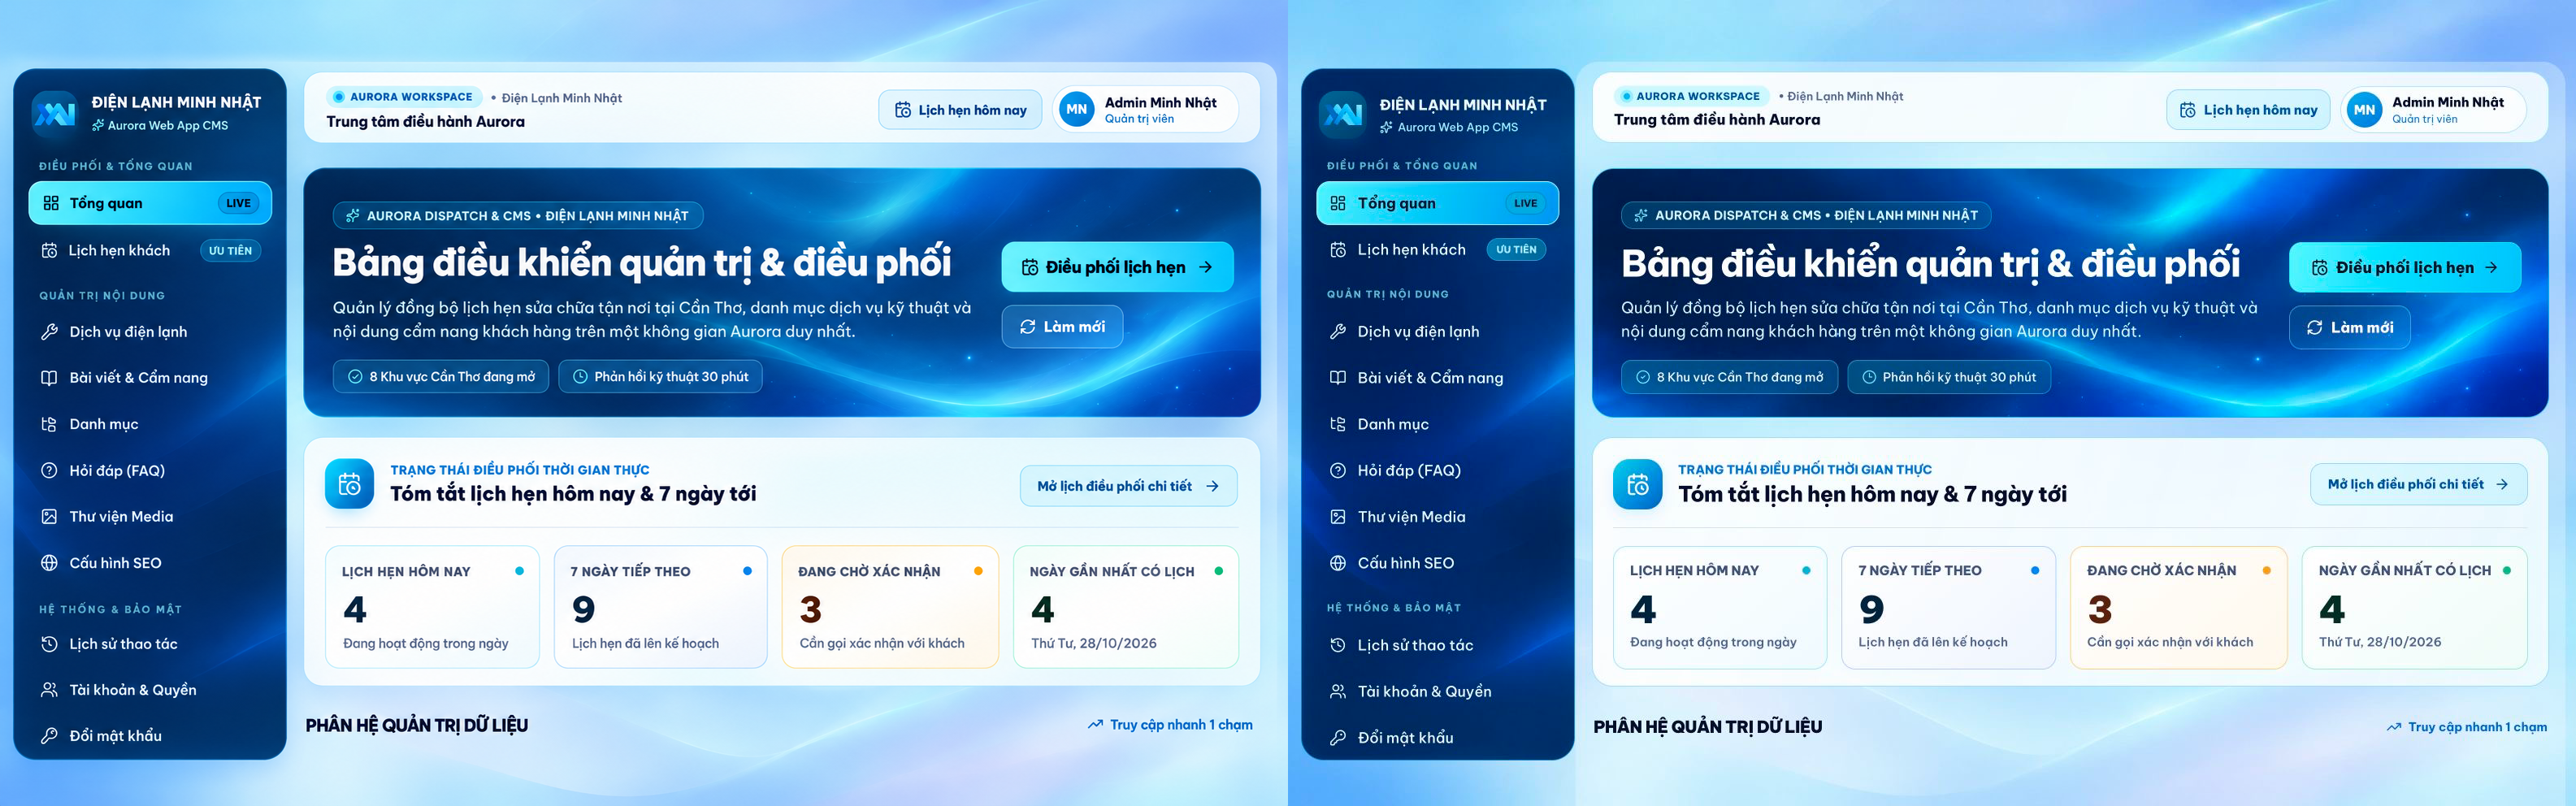 ĐIỆN LẠNH MINH NHẬT
Aurora Web App CMS
ĐIỀU PHỐI & TỔNG QUAN
Tổng quan LIVE
Lịch hẹn khách ƯU TIÊN
QUẢN TRỊ NỘI DUNG
Dịch vụ điện lạnh
Bài viết & Cẩm nang
Danh mục
Hỏi đáp (FAQ)
Thư viện Media
Cấu hình SEO
HỆ THỐNG & BẢO MẬT
Lịch sử thao tác
Tài khoản & Quyền
Đổi mật khẩu
AURORA WORKSPACE • Điện Lạnh Minh Nhật
Trung tâm điều hành Aurora
Lịch hẹn hôm nay
MN
Admin Minh Nhật
Quản trị viên
AURORA DISPATCH & CMS • ĐIỆN LẠNH MINH NHẬT
Bảng điều khiển quản trị & điều phối
Quản lý đồng bộ lịch hẹn sửa chữa tận nơi tại Cần Thơ, danh mục dịch vụ kỹ thuật và
nội dung cẩm nang khách hàng trên một không gian Aurora duy nhất.
8 Khu vực Cần Thơ đang mở
Phản hồi kỹ thuật 30 phút
Điều phối lịch hẹn →
Làm mới
TRẠNG THÁI ĐIỀU PHỐI THỜI GIAN THỰC
Tóm tắt lịch hẹn hôm nay & 7 ngày tới
Mở lịch điều phối chi tiết →
LỊCH HẸN HÔM NAY
4
Đang hoạt động trong ngày
7 NGÀY TIẾP THEO
9
Lịch hẹn đã lên kế hoạch
ĐANG CHỜ XÁC NHẬN
3
Cần gọi xác nhận với khách
NGÀY GẦN NHẤT CÓ LỊCH
4
Thứ Tư, 28/10/2026
PHÂN HỆ QUẢN TRỊ DỮ LIỆU
Truy cập nhanh 1 chạm
ĐIỆN LẠNH MINH NHẬT
Aurora Web App CMS
ĐIỀU PHỐI & TỔNG QUAN
Tổng quan LIVE
Lịch hẹn khách ƯU TIÊN
QUẢN TRỊ NỘI DUNG
Dịch vụ điện lạnh
Bài viết & Cẩm nang
Danh mục
Hỏi đáp (FAQ)
Thư viện Media
Cấu hình SEO
HỆ THỐNG & BẢO MẬT
Lịch sử thao tác
Tài khoản & Quyền
Đổi mật khẩu
AURORA WORKSPACE • Điện Lạnh Minh Nhật
Trung tâm điều hành Aurora
Lịch hẹn hôm nay
MN
Admin Minh Nhật
Quản trị viên
AURORA DISPATCH & CMS • ĐIỆN LẠNH MINH NHẬT
Bảng điều khiển quản trị & điều phối
Quản lý đồng bộ lịch hẹn sửa chữa tận nơi tại Cần Thơ, danh mục dịch vụ kỹ thuật và
nội dung cẩm nang khách hàng trên một không gian Aurora duy nhất.
8 Khu vực Cần Thơ đang mở
Phản hồi kỹ thuật 30 phút
Điều phối lịch hẹn →
Làm mới
TRẠNG THÁI ĐIỀU PHỐI THỜI GIAN THỰC
Tóm tắt lịch hẹn hôm nay & 7 ngày tới
Mở lịch điều phối chi tiết →
LỊCH HẸN HÔM NAY
4
Đang hoạt động trong ngày
7 NGÀY TIẾP THEO
9
Lịch hẹn đã lên kế hoạch
ĐANG CHỜ XÁC NHẬN
3
Cần gọi xác nhận với khách
NGÀY GẦN NHẤT CÓ LỊCH
4
Thứ Tư, 28/10/2026
PHÂN HỆ QUẢN TRỊ DỮ LIỆU
Truy cập nhanh 1 chạm